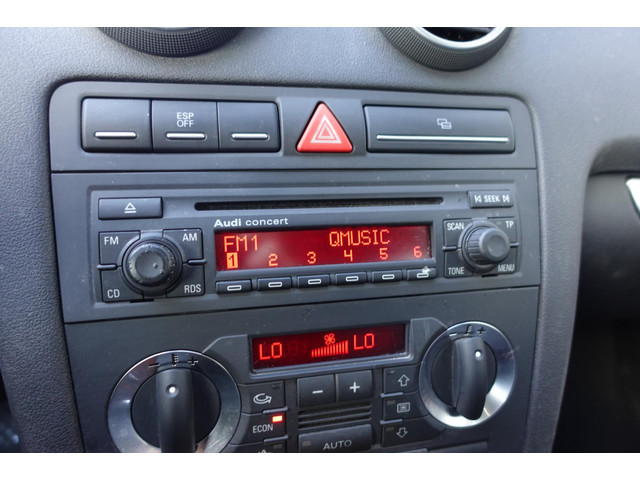 ESP
OFF
SEEK
Audi concert
FM AM
FM1 QMUSIC
1 2 3 4 5 6
SCAN TP
CD RDS
TONE MENU
LO LO
- +
ECON
AUTO